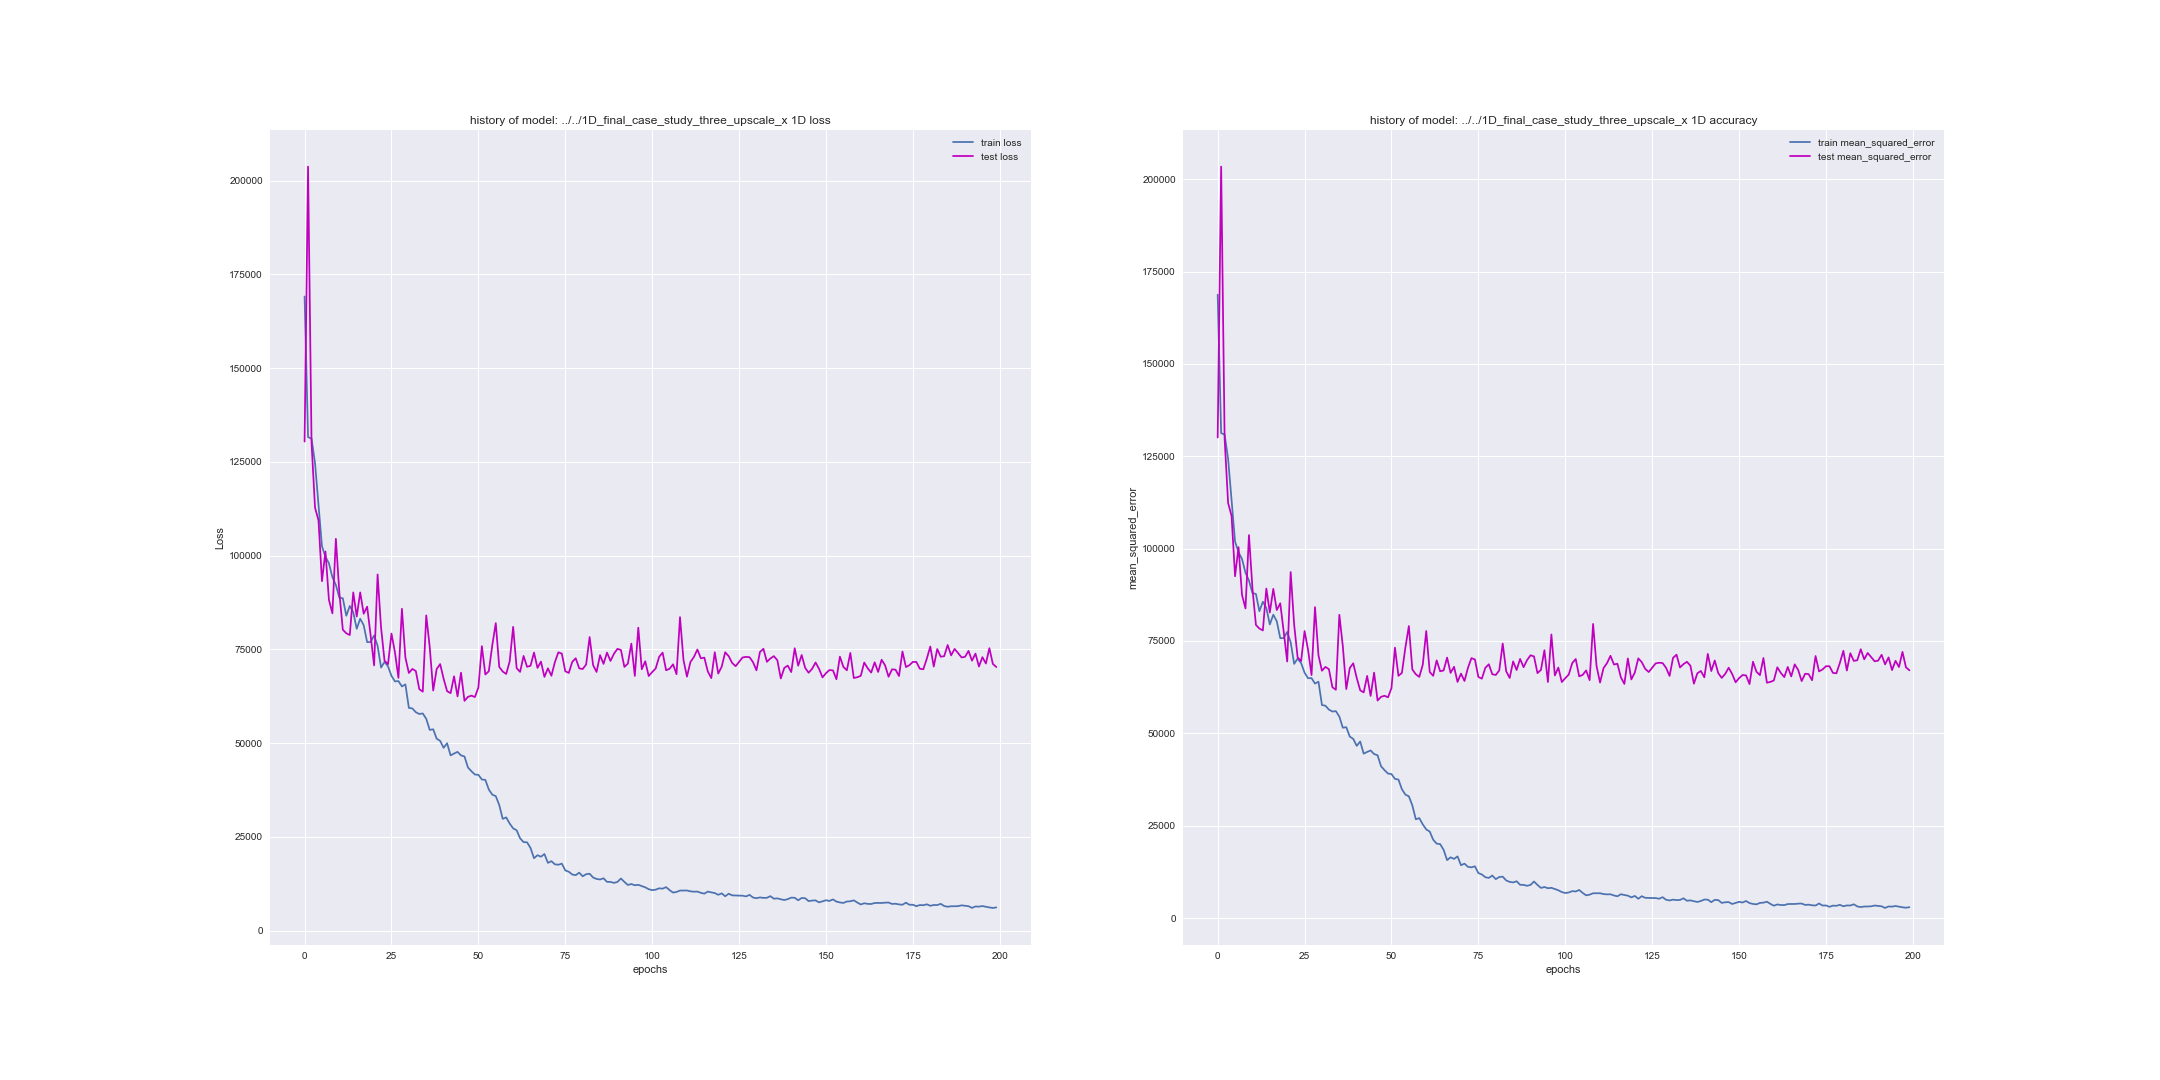 history of model: ../../1D_final_case_study_three_upscale_x 1D loss
train loss
test loss
200000
175000
150000
125000
100000
75000
50000
25000
0
Loss
0 25 50 75 100 125 150 175 200
epochs
history of model: ../../1D_final_case_study_three_upscale_x 1D accuracy
train mean_squared_error
test mean_squared_error
200000
175000
150000
125000
100000
75000
50000
25000
0
mean_squared_error
0 25 50 75 100 125 150 175 200
epochs